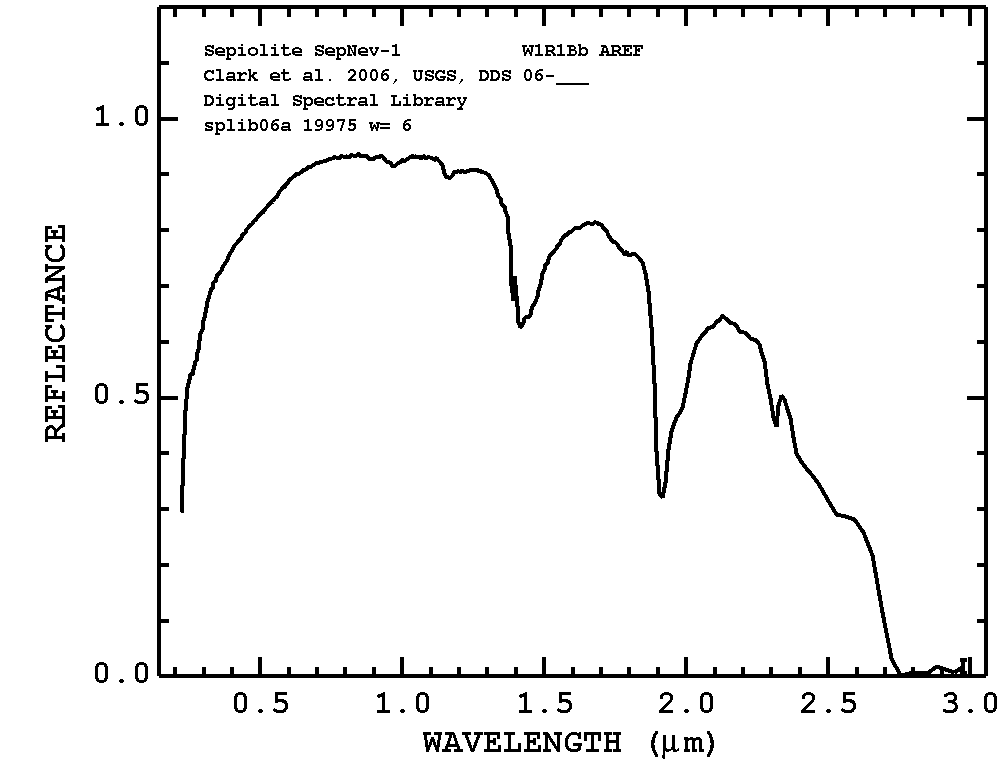 Sepiolite SepNev-1 W1R1Bb AREF
Clark et al. 2006, USGS, DDS 06-___
Digital Spectral Library
splib06a 19975 w= 6
1.0
0.5
0.0
REFLECTANCE
0.5 1.0 1.5 2.0 2.5 3.0
WAVELENGTH (μm)